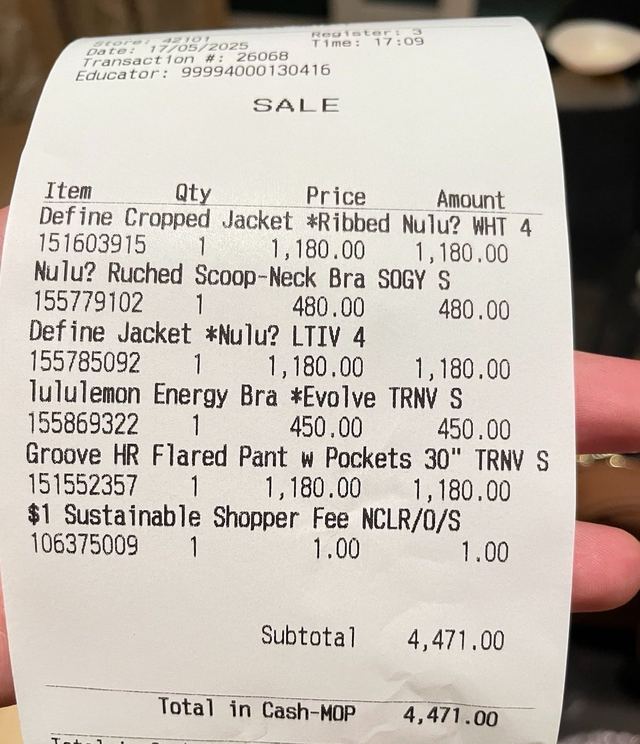 Store: 42101 Register: 3
Date: 17/05/2025 Time: 17:09
Transaction #: 26068
Educator: 99994000130416
SALE
Item Qty Price Amount
Define Cropped Jacket *Ribbed Nulu? WHT 4
151603915 1 1,180.00 1,180.00
Nulu? Ruched Scoop-Neck Bra SOGY S
155779102 1 480.00 480.00
Define Jacket *Nulu? LTIV 4
155785092 1 1,180.00 1,180.00
lululemon Energy Bra *Evolve TRNV S
155869322 1 450.00 450.00
Groove HR Flared Pant w Pockets 30" TRNV S
151552357 1 1,180.00 1,180.00
$1 Sustainable Shopper Fee NCLR/O/S
106375009 1 1.00 1.00
Subtotal 4,471.00
Total in Cash-MOP 4,471.00
Total in